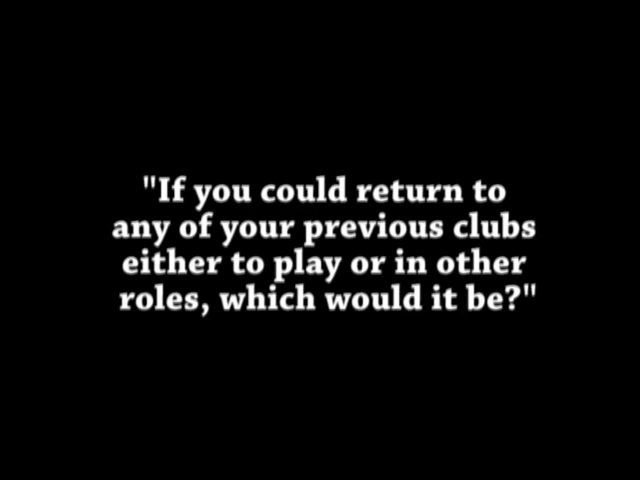 "If you could return to
any of your previous clubs
either to play or in other
roles, which would it be?"